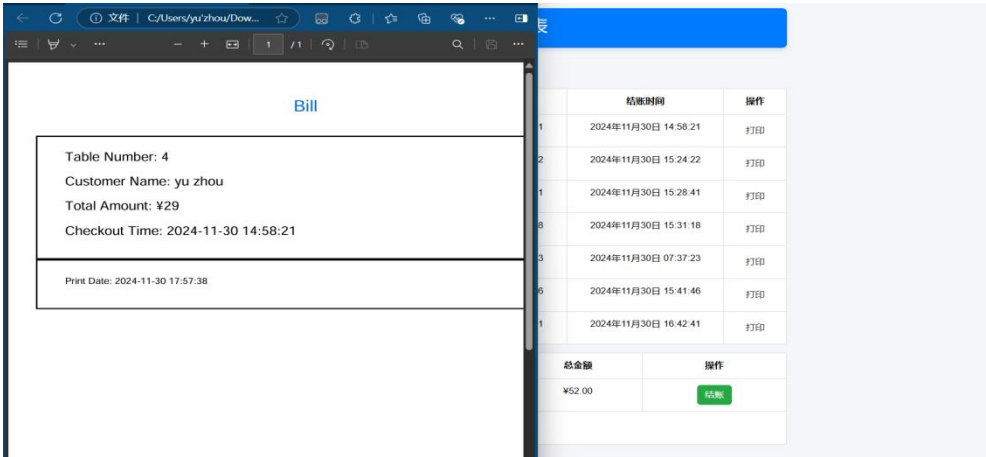 文件 | C:/Users/yu'zhou/Dow...
1 /1
Bill
Table Number: 4
Customer Name: yu zhou
Total Amount: ¥29
Checkout Time: 2024-11-30 14:58:21
Print Date: 2024-11-30 17:57:38
表
结账时间 操作
1 2024年11月30日 14:58:21 打印
2 2024年11月30日 15:24:22 打印
1 2024年11月30日 15:28:41 打印
8 2024年11月30日 15:31:18 打印
3 2024年11月30日 07:37:23 打印
6 2024年11月30日 15:41:46 打印
1 2024年11月30日 16:42:41 打印
总金额 操作
¥52.00 结账